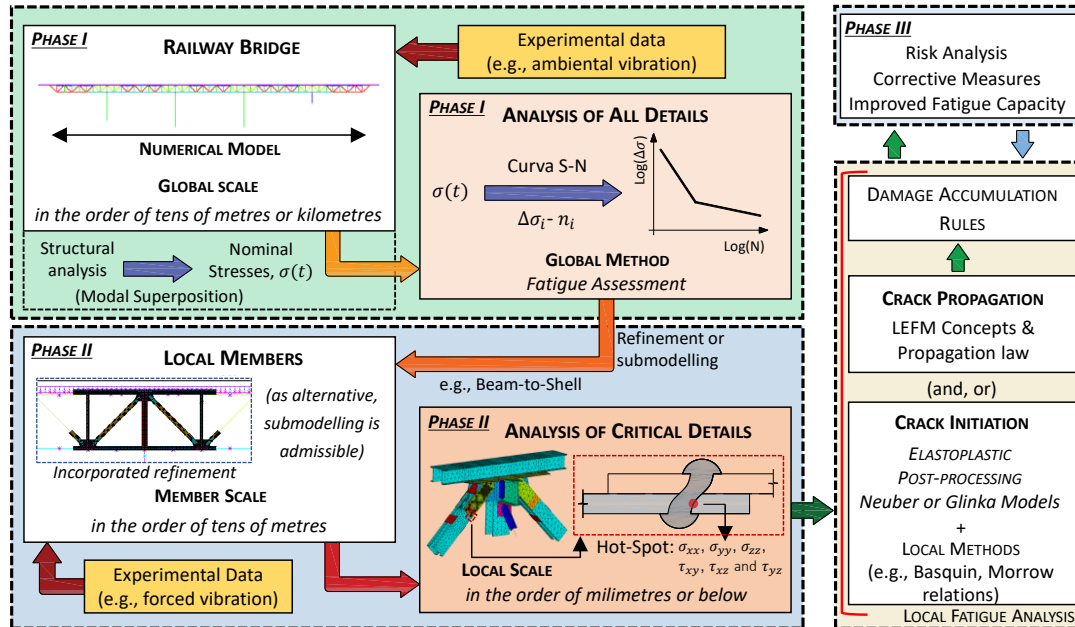 PHASE I
RAILWAY BRIDGE
NUMERICAL MODEL
GLOBAL SCALE
in the order of tens of metres or kilometres
Structural
analysis
Nominal
Stresses, σ(t)
(Modal Superposition)
Experimental data
(e.g., ambiental vibration)
PHASE I
ANALYSIS OF ALL DETAILS
σ(t)
Curva S-N
Δσi- ni
Log(Δσ)
Log(N)
GLOBAL METHOD
Fatigue Assessment
Refinement or
submodelling
e.g., Beam-to-Shell
PHASE II
LOCAL MEMBERS
(as alternative,
submodelling is
admissible)
Incorporated refinement
MEMBER SCALE
in the order of tens of metres
Experimental Data
(e.g., forced vibration)
PHASE II
ANALYSIS OF CRITICAL DETAILS
Hot-Spot: σxx, σyy, σzz,
τxy, τxz and τyz
LOCAL SCALE
in the order of milimetres or below
PHASE III
Risk Analysis
Corrective Measures
Improved Fatigue Capacity
DAMAGE ACCUMULATION
RULES
CRACK PROPAGATION
LEFM Concepts &
Propagation law
(and, or)
CRACK INITIATION
ELASTOPLASTIC
POST-PROCESSING
Neuber or Glinka Models
+
LOCAL METHODS
(e.g., Basquin, Morrow
relations)
LOCAL FATIGUE ANALYSIS